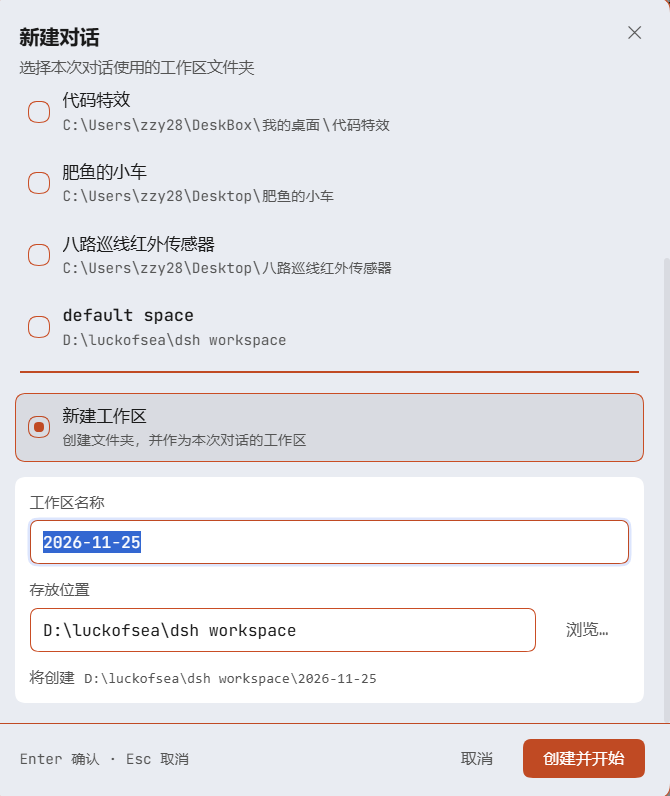 新建对话
选择本次对话使用的工作区文件夹
代码特效
C:\Users\zzy28\DeskBox\我的桌面\代码特效
肥鱼的小车
C:\Users\zzy28\Desktop\肥鱼的小车
八路巡线红外传感器
C:\Users\zzy28\Desktop\八路巡线红外传感器
default space
D:\luckofsea\dsh workspace
新建工作区
创建文件夹，并作为本次对话的工作区
工作区名称
2026-11-25
存放位置
D:\luckofsea\dsh workspace
浏览…
将创建 D:\luckofsea\dsh workspace\2026-11-25
Enter 确认 · Esc 取消
取消
创建并开始